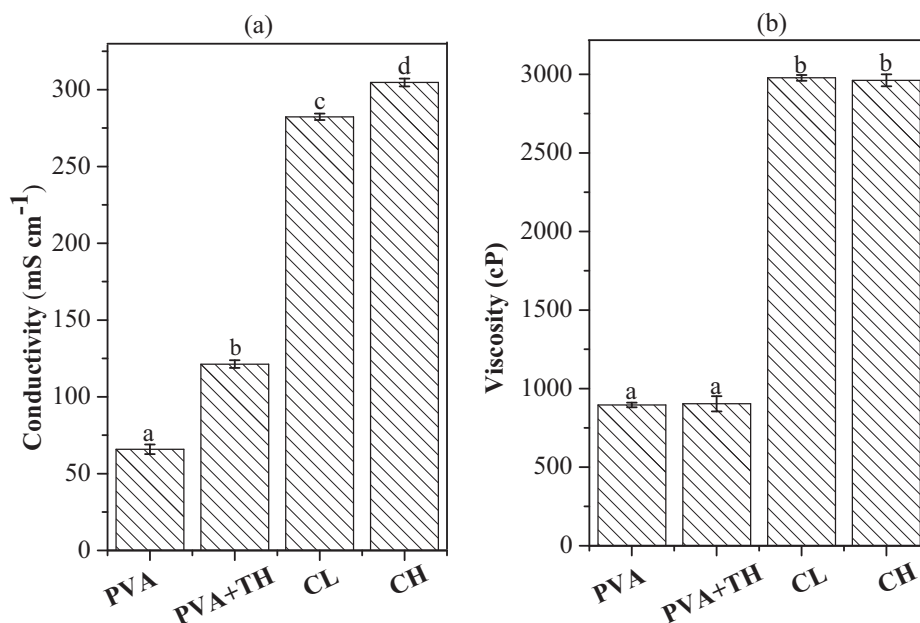 (a)
Conductivity (mS cm⁻¹)
300
250
200
150
100
50
0
a
b
c
d
PVA
PVA+TH
CL
CH
(b)
Viscosity (cP)
3000
2500
2000
1500
1000
500
0
a
a
b
b
PVA
PVA+TH
CL
CH